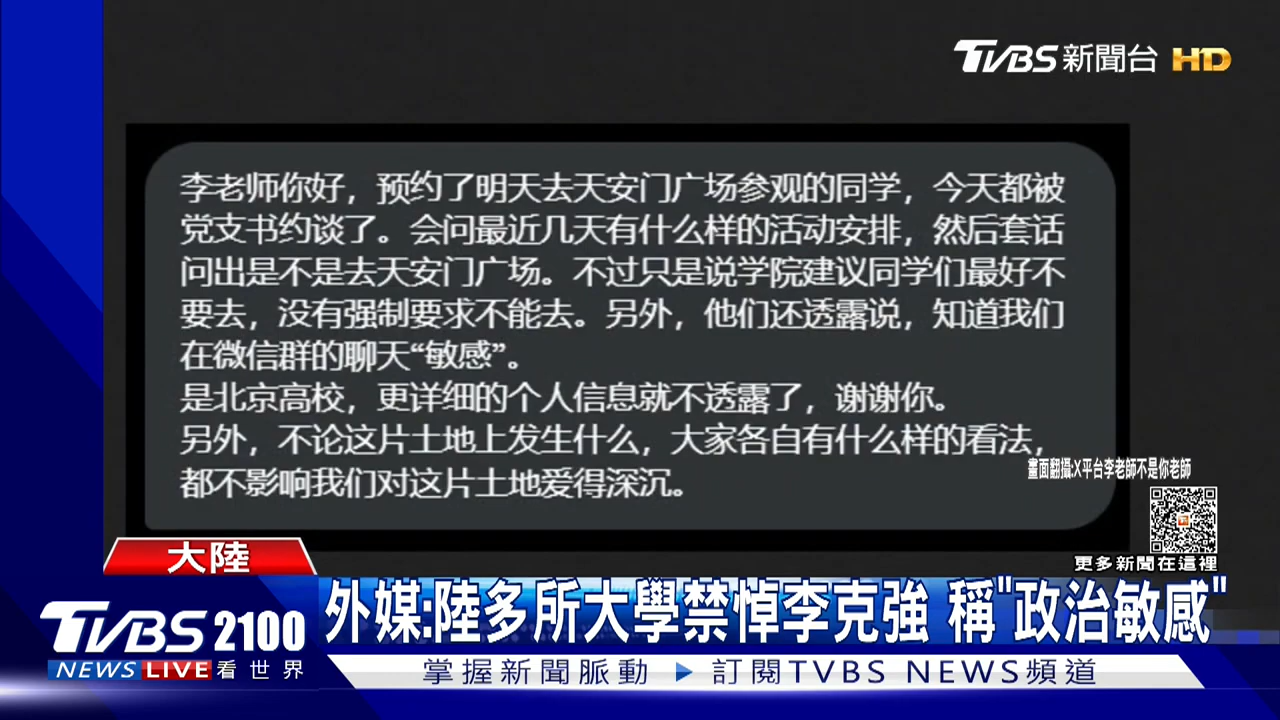 TVBS新聞台 HD
李老师你好，预约了明天去天安门广场参观的同学，今天都被
党支书约谈了。会问最近几天有什么样的活动安排，然后套话
问出是不是去天安门广场。不过只是说学院建议同学们最好不
要去，没有强制要求不能去。另外，他们还透露说，知道我们
在微信群的聊天“敏感”。
是北京高校，更详细的个人信息就不透露了，谢谢你。
另外，不论这片土地上发生什么，大家各自有什么样的看法，
都不影响我们对这片土地爱得深沉。
畫面翻攝:X平台李老師不是你老師
更多新聞在這裡
大陸
外媒:陸多所大學禁悼李克強 稱"政治敏感"
TVBS 2100
NEWS LIVE 看世界
掌握新聞脈動 ▶ 訂閱TVBS NEWS頻道